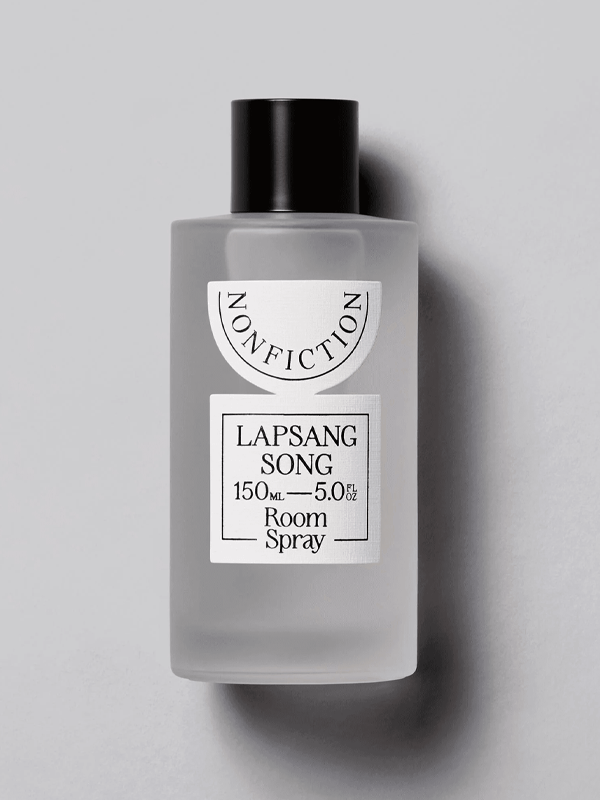 NONFICTION
LAPSANG
SONG
150ML—5.0FL OZ
Room
Spray